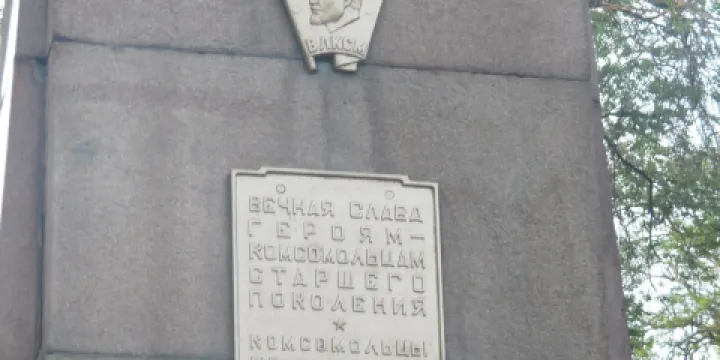 ВЛКСМ
ВЕЧНАЯ СЛАВА
ГЕРОЯМ-
КОМСОМОЛЬЦАМ
СТАРШЕГО
ПОКОЛЕНИЯ
КОМСОМОЛЬЦЫ